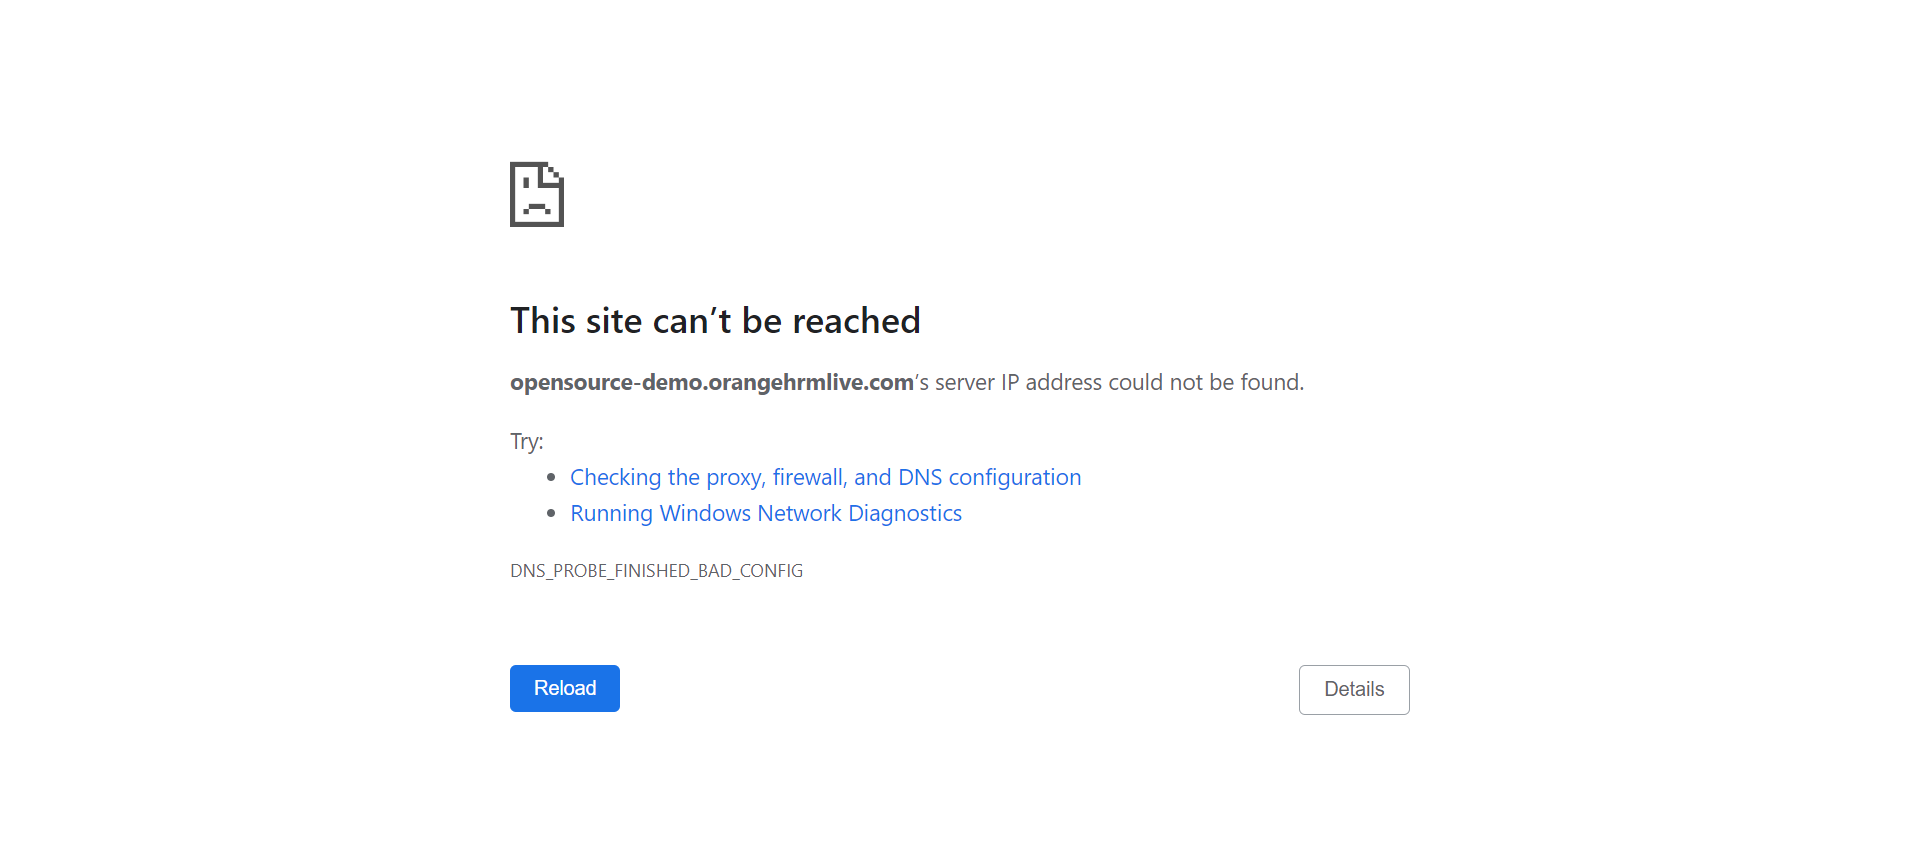 This site can’t be reached
opensource-demo.orangehrmlive.com’s server IP address could not be found.
Try:
Checking the proxy, firewall, and DNS configuration
Running Windows Network Diagnostics
DNS_PROBE_FINISHED_BAD_CONFIG
Reload
Details